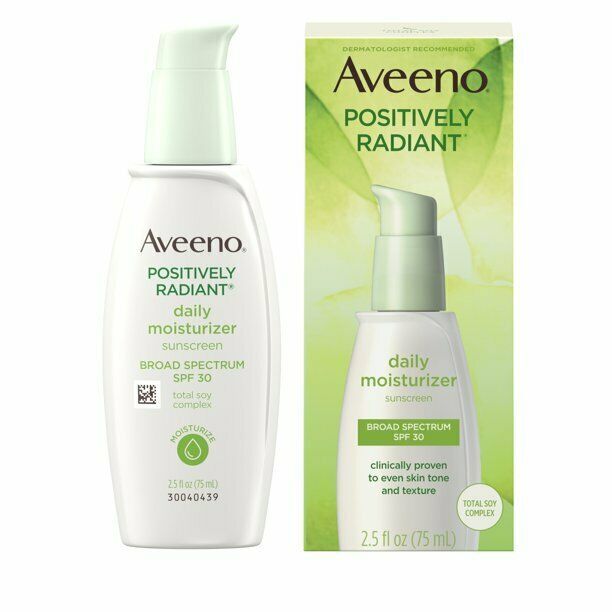 Aveeno®
POSITIVELY
RADIANT®
daily
moisturizer
sunscreen
BROAD SPECTRUM
SPF 30
total soy
complex
MOISTURIZE
2.5 fl oz (75 mL)
30040439
DERMATOLOGIST RECOMMENDED
Aveeno®
POSITIVELY
RADIANT®
daily
moisturizer
sunscreen
BROAD SPECTRUM
SPF 30
clinically proven
to even skin tone
and texture
TOTAL SOY
COMPLEX
2.5 fl oz (75 mL)